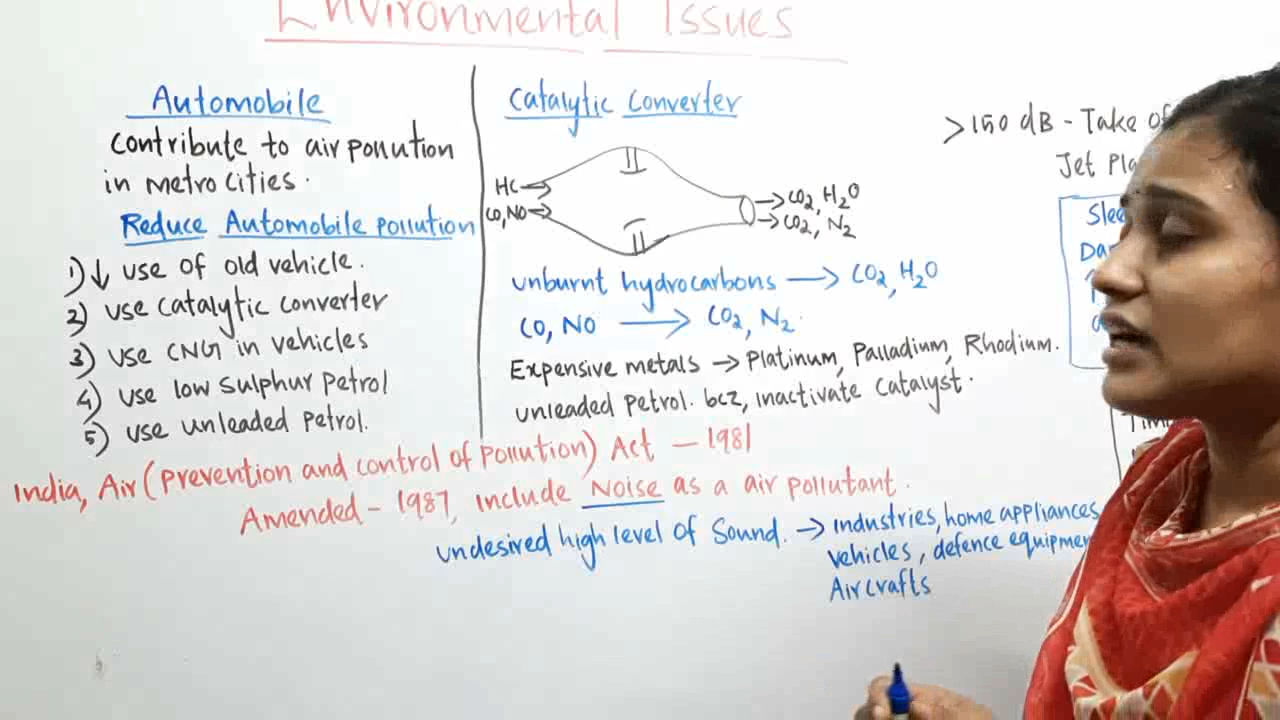 Environmental Issues
Automobile
contribute to air pollution
in metro cities.
Reduce Automobile pollution
1) ↓ use of old vehicle.
2) use catalytic converter
3) use CNG in vehicles
4) use low sulphur petrol
5) use unleaded petrol.
Catalytic Converter
HC
CO, NO
CO2, H2O
CO2, N2
unburnt hydrocarbons → CO2, H2O
CO, NO → CO2, N2.
Expensive metals → Platinum, Palladium, Rhodium.
unleaded petrol. bcz, inactivate catalyst.
India, Air (prevention and control of pollution) Act — 1981
Amended – 1987, include Noise as a air pollutant.
undesired high level of Sound. → industries, home appliances,
vehicles, defence
Aircrafts
>150 dB - Take
Jet